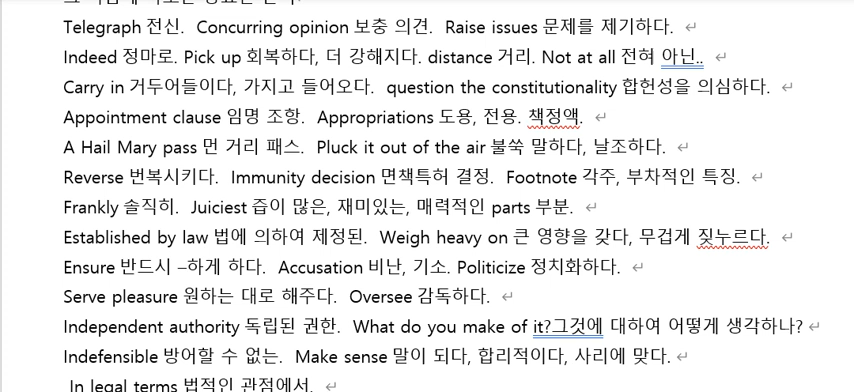 Telegraph 전신. Concurring opinion 보충 의견. Raise issues 문제를 제기하다. ↵
Indeed 정마로. Pick up 회복하다, 더 강해지다. distance 거리. Not at all 전혀 아닌.. ↵
Carry in 거두어들이다, 가지고 들어오다. question the constitutionality 합헌성을 의심하다. ↵
Appointment clause 임명 조항. Appropriations 도용, 전용. 책정액. ↵
A Hail Mary pass 먼 거리 패스. Pluck it out of the air 불쑥 말하다, 날조하다. ↵
Reverse 번복시키다. Immunity decision 면책특허 결정. Footnote 각주, 부차적인 특징. ↵
Frankly 솔직히. Juiciest 즙이 많은, 재미있는, 매력적인 parts 부분. ↵
Established by law 법에 의하여 제정된. Weigh heavy on 큰 영향을 갖다, 무겁게 짖누르다. ↵
Ensure 반드시 –하게 하다. Accusation 비난, 기소. Politicize 정치화하다. ↵
Serve pleasure 원하는 대로 해주다. Oversee 감독하다. ↵
Independent authority 독립된 권한. What do you make of it?그것에 대하여 어떻게 생각하나? ↵
Indefensible 방어할 수 없는. Make sense 말이 되다, 합리적이다, 사리에 맞다. ↵
In legal terms 법적인 관점에서. ↵